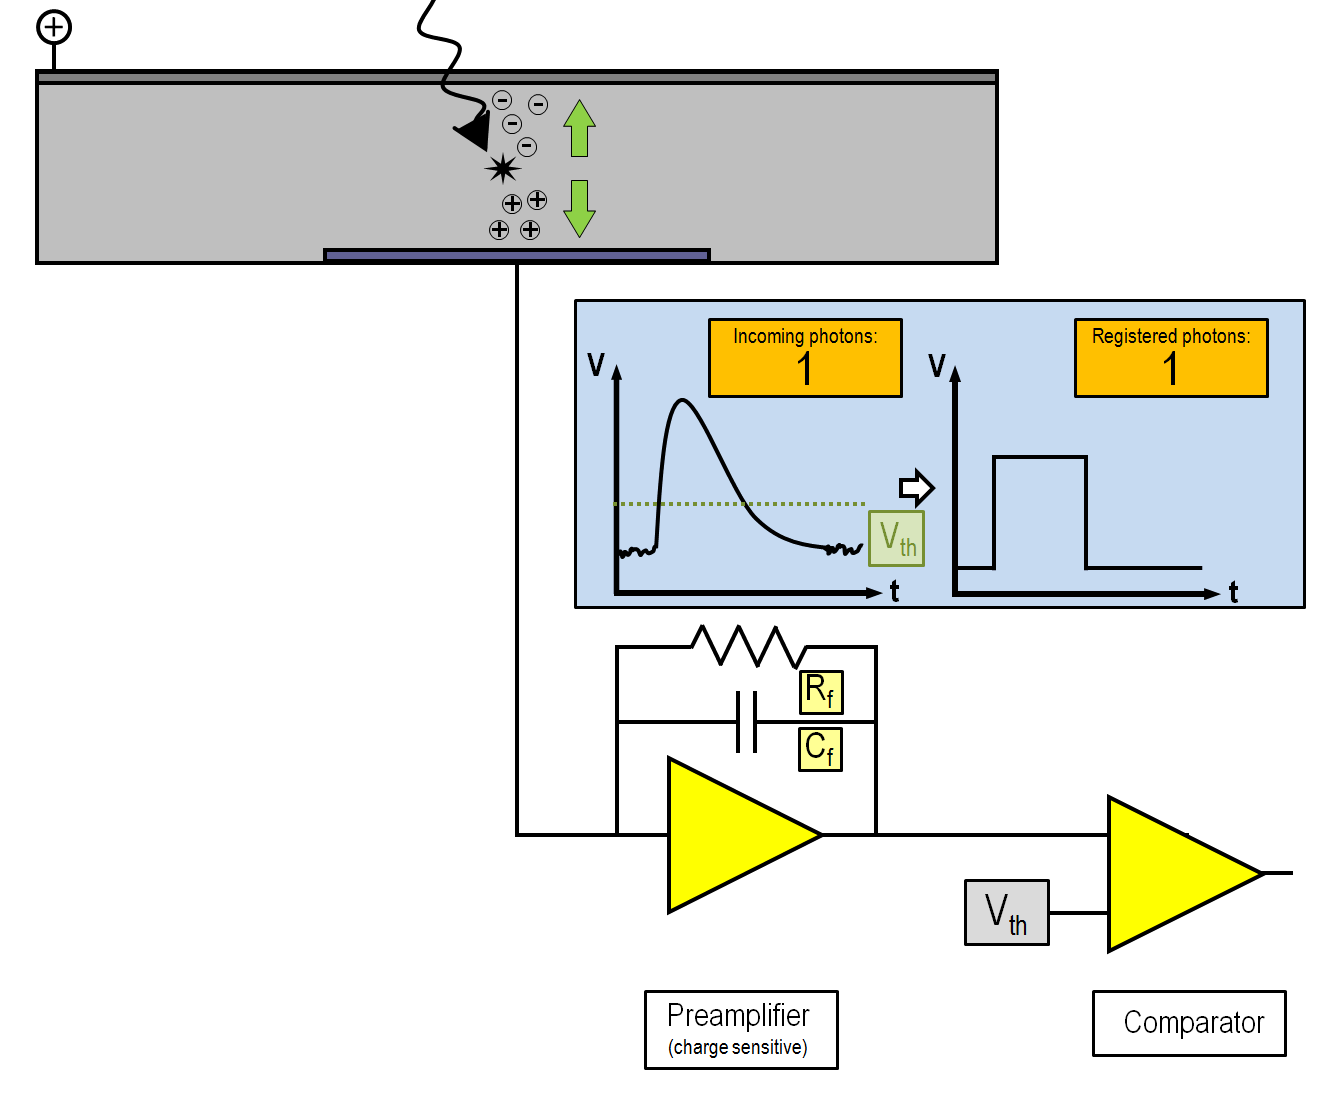 Incoming photons:
1
Registered photons:
1
V
V
Vth
t
t
Rf
Cf
Vth
Preamplifier
(charge sensitive)
Comparator